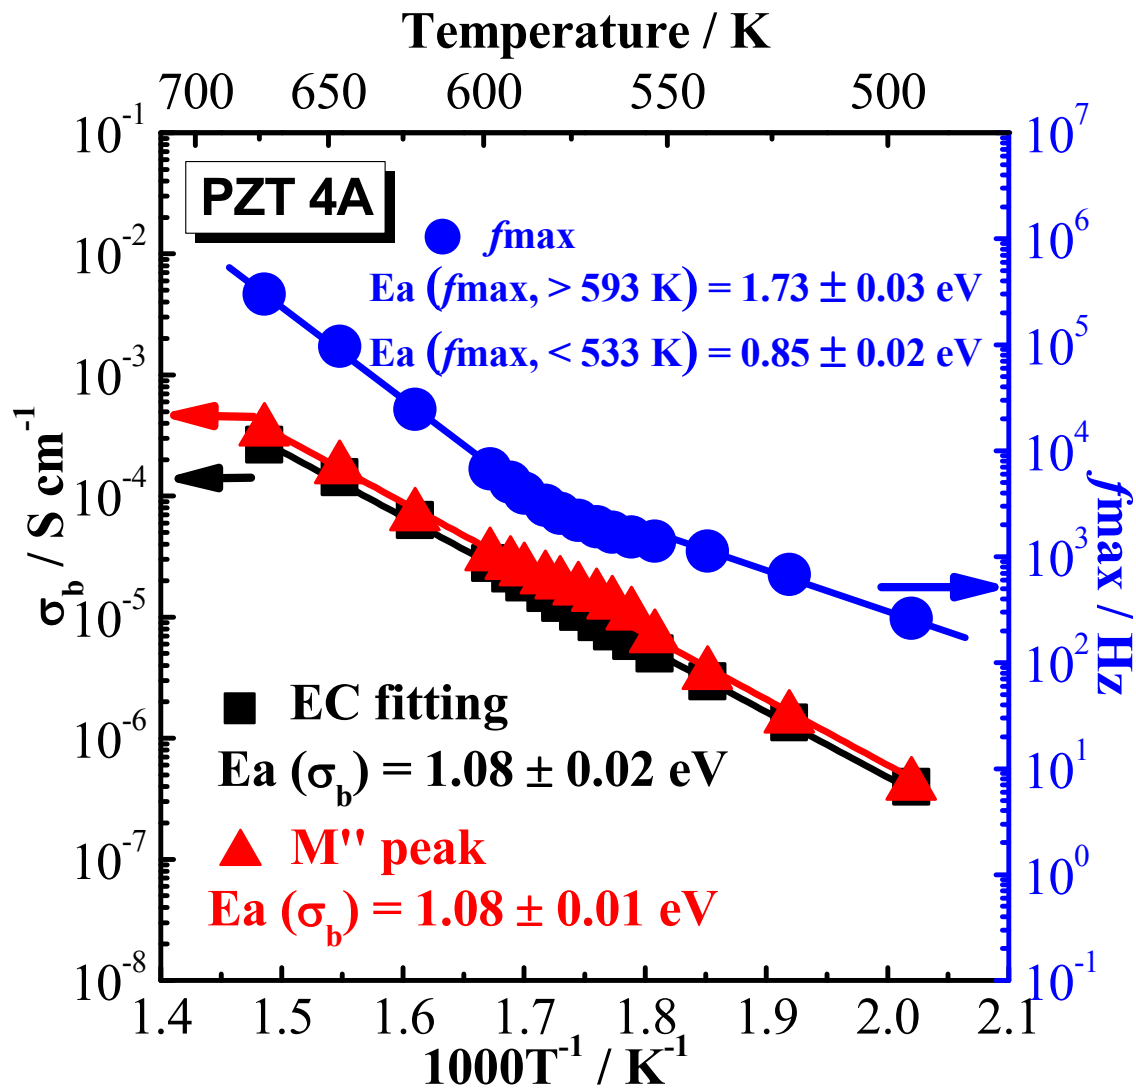 Temperature / K
700 650 600 550 500
PZT 4A
fmax
Ea (fmax, > 593 K) = 1.73 ± 0.03 eV
Ea (fmax, < 533 K) = 0.85 ± 0.02 eV
10⁻¹
10⁻²
10⁻³
10⁻⁴
10⁻⁵
10⁻⁶
10⁻⁷
10⁻⁸
σb / S cm⁻¹
EC fitting
Ea (σb) = 1.08 ± 0.02 eV
M'' peak
Ea (σb) = 1.08 ± 0.01 eV
10⁷
10⁶
10⁵
10⁴
10³
10²
10¹
10⁰
10⁻¹
fmax / Hz
1.4 1.5 1.6 1.7 1.8 1.9 2.0 2.1
1000T⁻¹ / K⁻¹